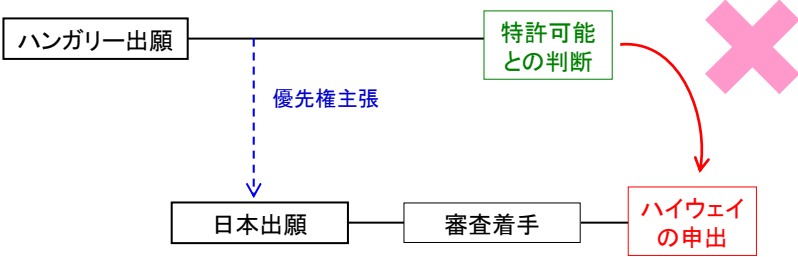 ハンガリー出願
特許可能
との判断
優先権主張
日本出願
審査着手
ハイウェイ
の申出